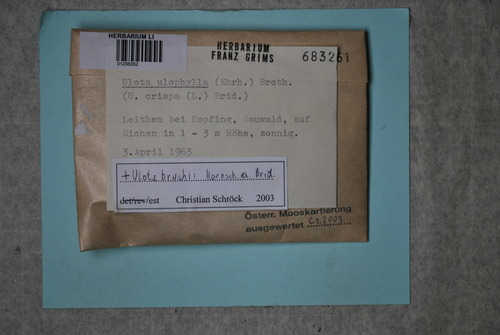 HERBARIUM LI
HERBARIUM
FRANZ GRIMS
683261
Ulota ulophylla (Ehrh.) Broth.
(U. crispa (L.) Brid.)
Leithen bei Kopfing, Sauwald, auf
Eichen in 1 - 3 m Höhe, sonnig.
3.April 1963
+ Ulota bruchii Hornsch. ex Brid.
det/rev/est Christian Schröck 2003
Österr. Mooskartierung
ausgewertet CS 2003